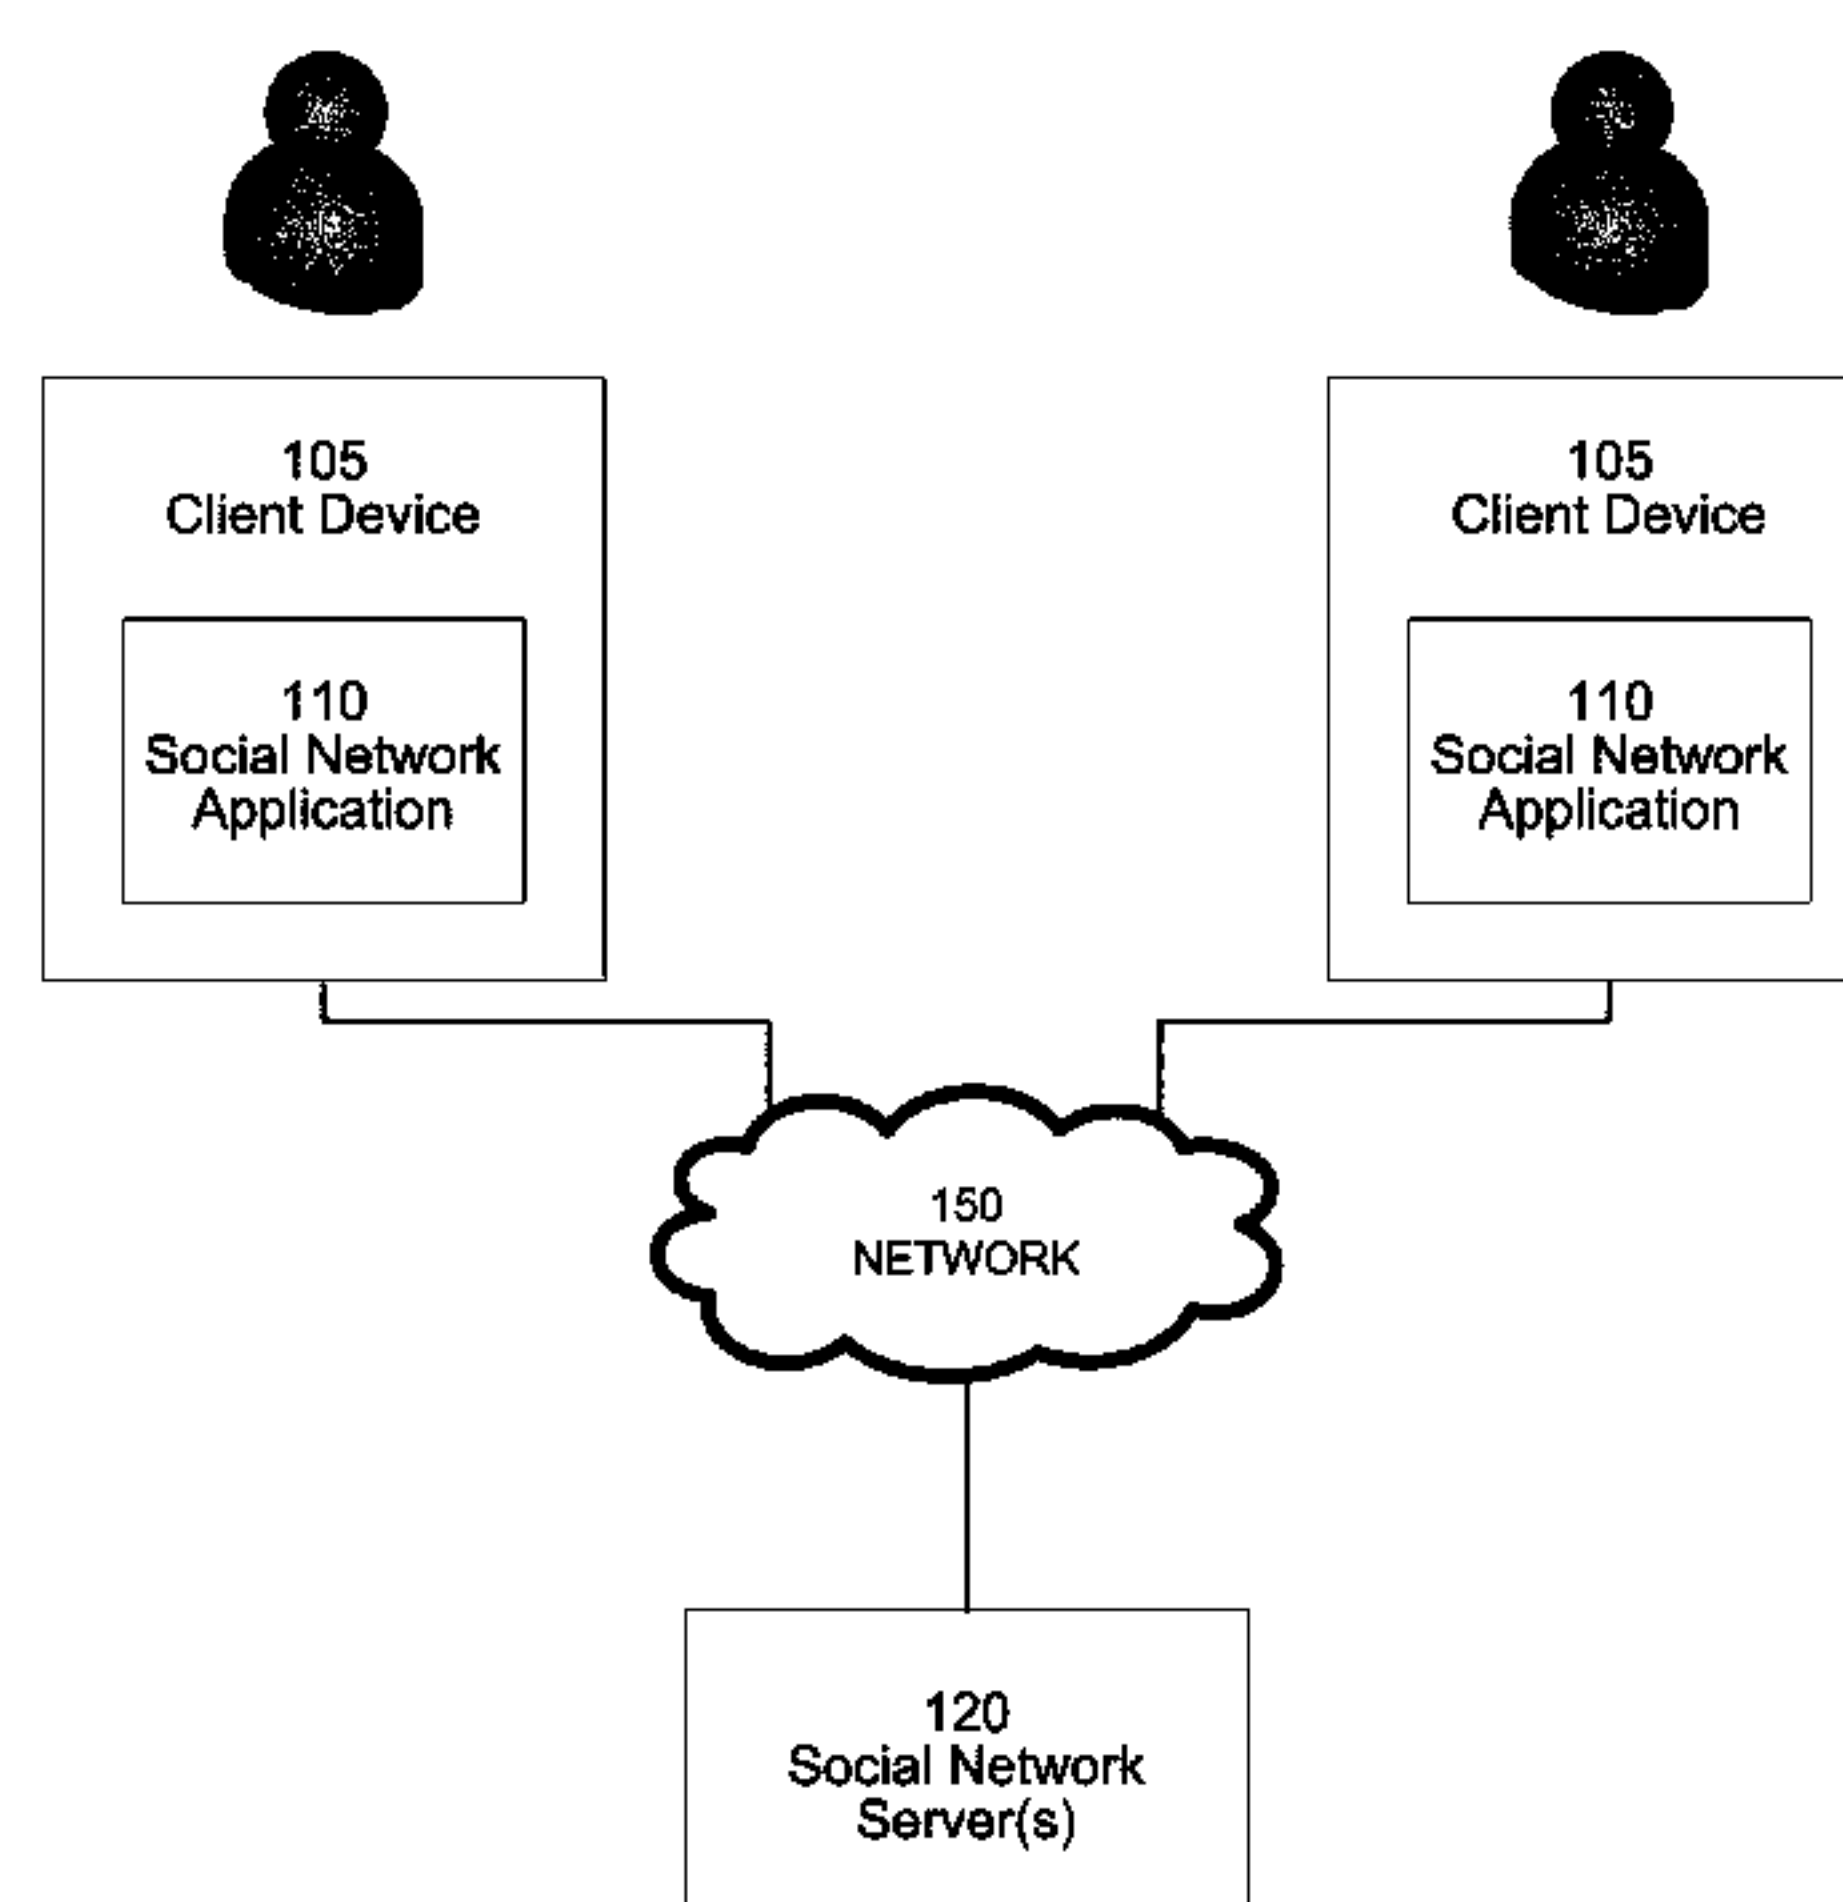 105
Client Device
110
Social Network
Application
105
Client Device
110
Social Network
Application
150
NETWORK
120
Social Network
Server(s)